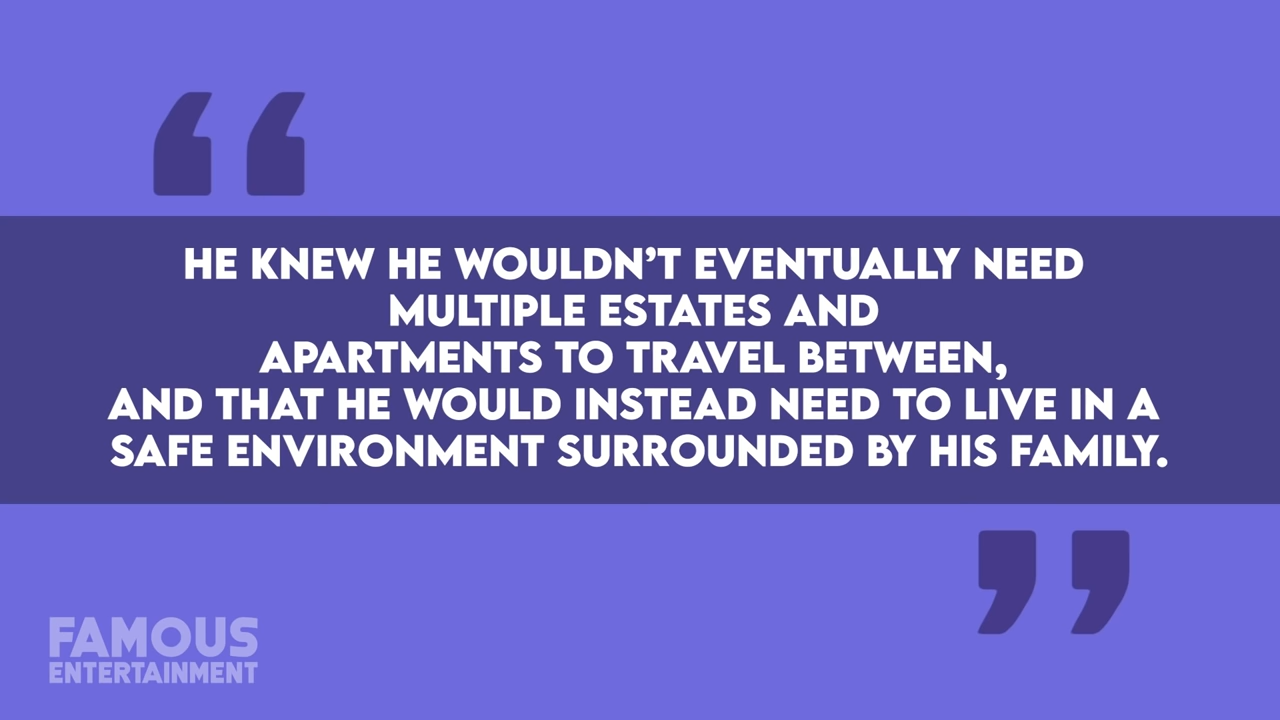 “
HE KNEW HE WOULDN’T EVENTUALLY NEED
MULTIPLE ESTATES AND
APARTMENTS TO TRAVEL BETWEEN,
AND THAT HE WOULD INSTEAD NEED TO LIVE IN A
SAFE ENVIRONMENT SURROUNDED BY HIS FAMILY.
”
FAMOUS
ENTERTAINMENT